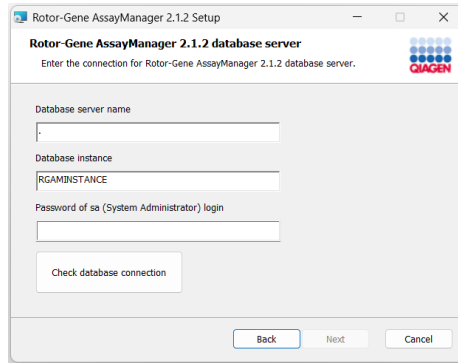 Rotor-Gene AssayManager 2.1.2 Setup
Rotor-Gene AssayManager 2.1.2 database server
Enter the connection for Rotor-Gene AssayManager 2.1.2 database server.
QIAGEN
Database server name
.
Database instance
RGAMINSTANCE
Password of sa (System Administrator) login
Check database connection
Back Next Cancel